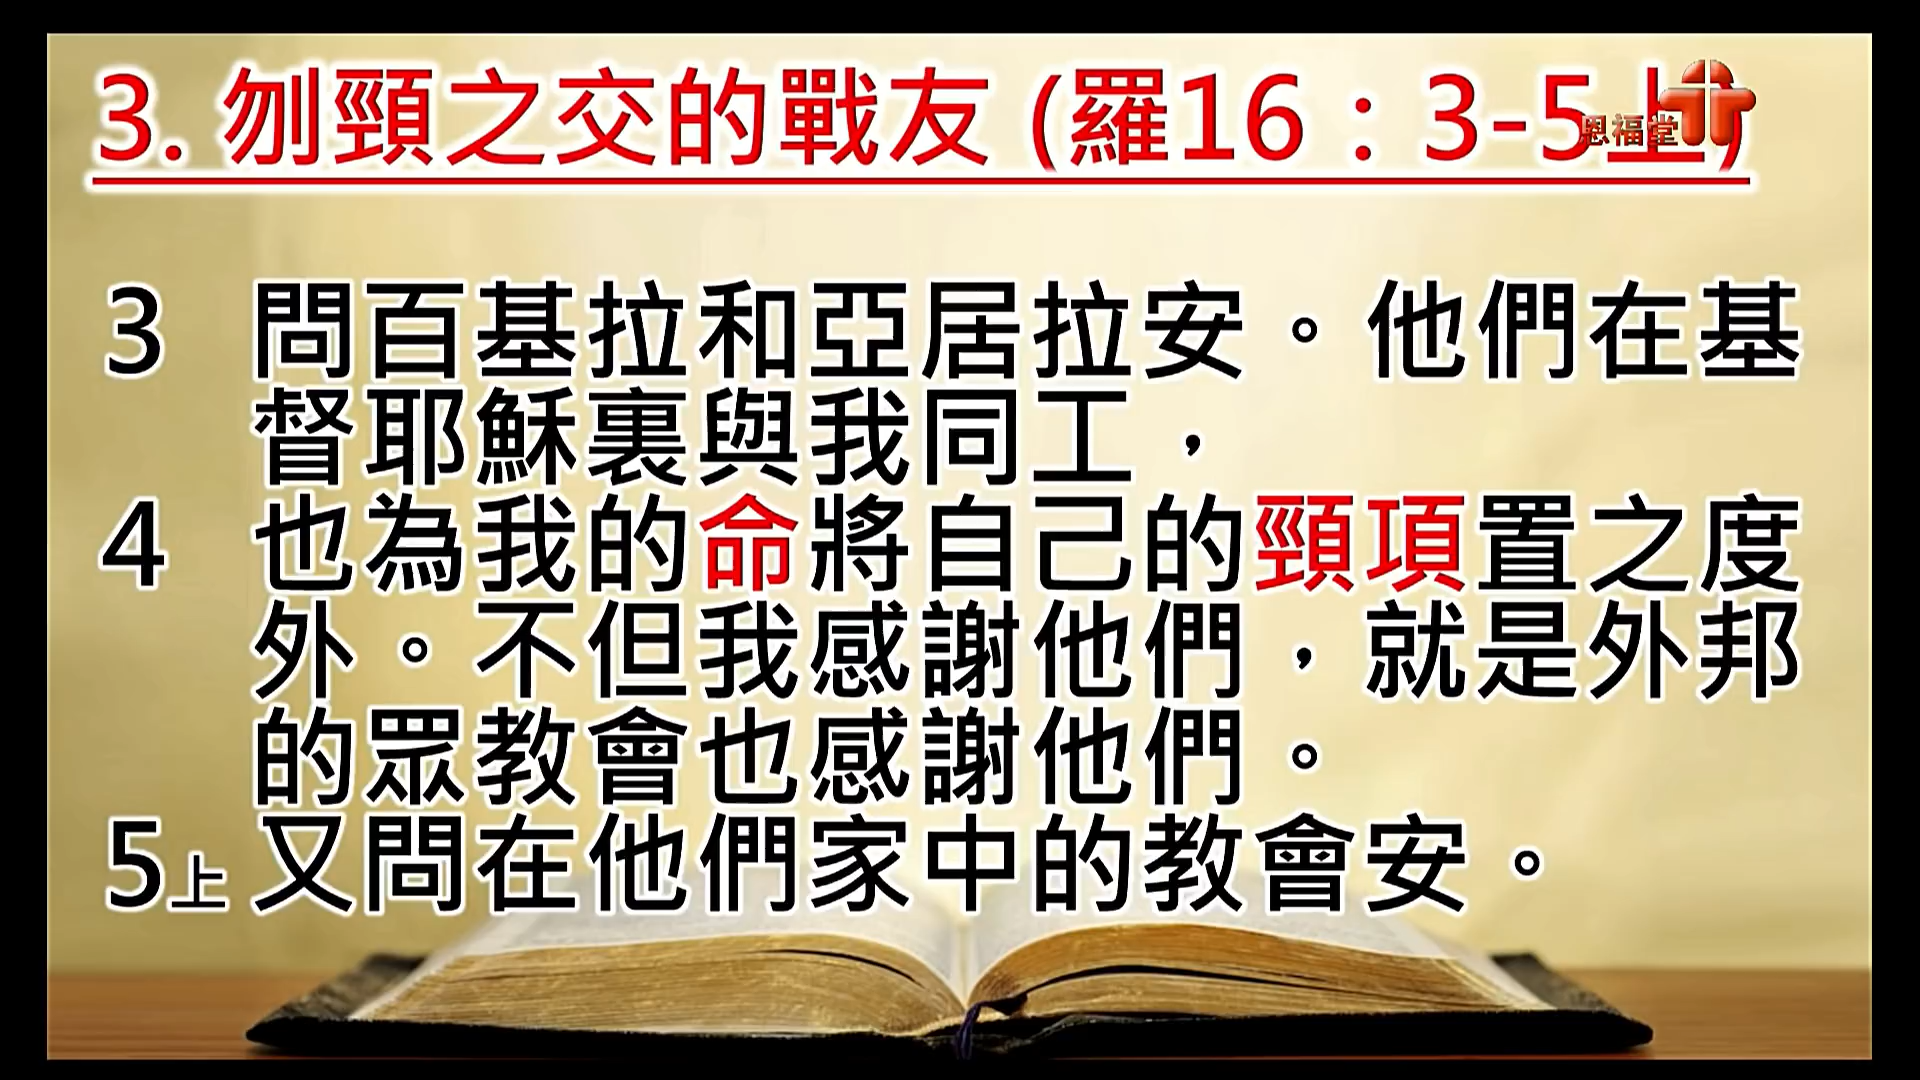 3. 刎頸之交的戰友 (羅16：3-5上)
恩福堂
3 問百基拉和亞居拉安。他們在基
督耶穌裏與我同工，
4 也為我的命將自己的頸項置之度
外。不但我感謝他們，就是外邦
的眾教會也感謝他們。
5上 又問在他們家中的教會安。